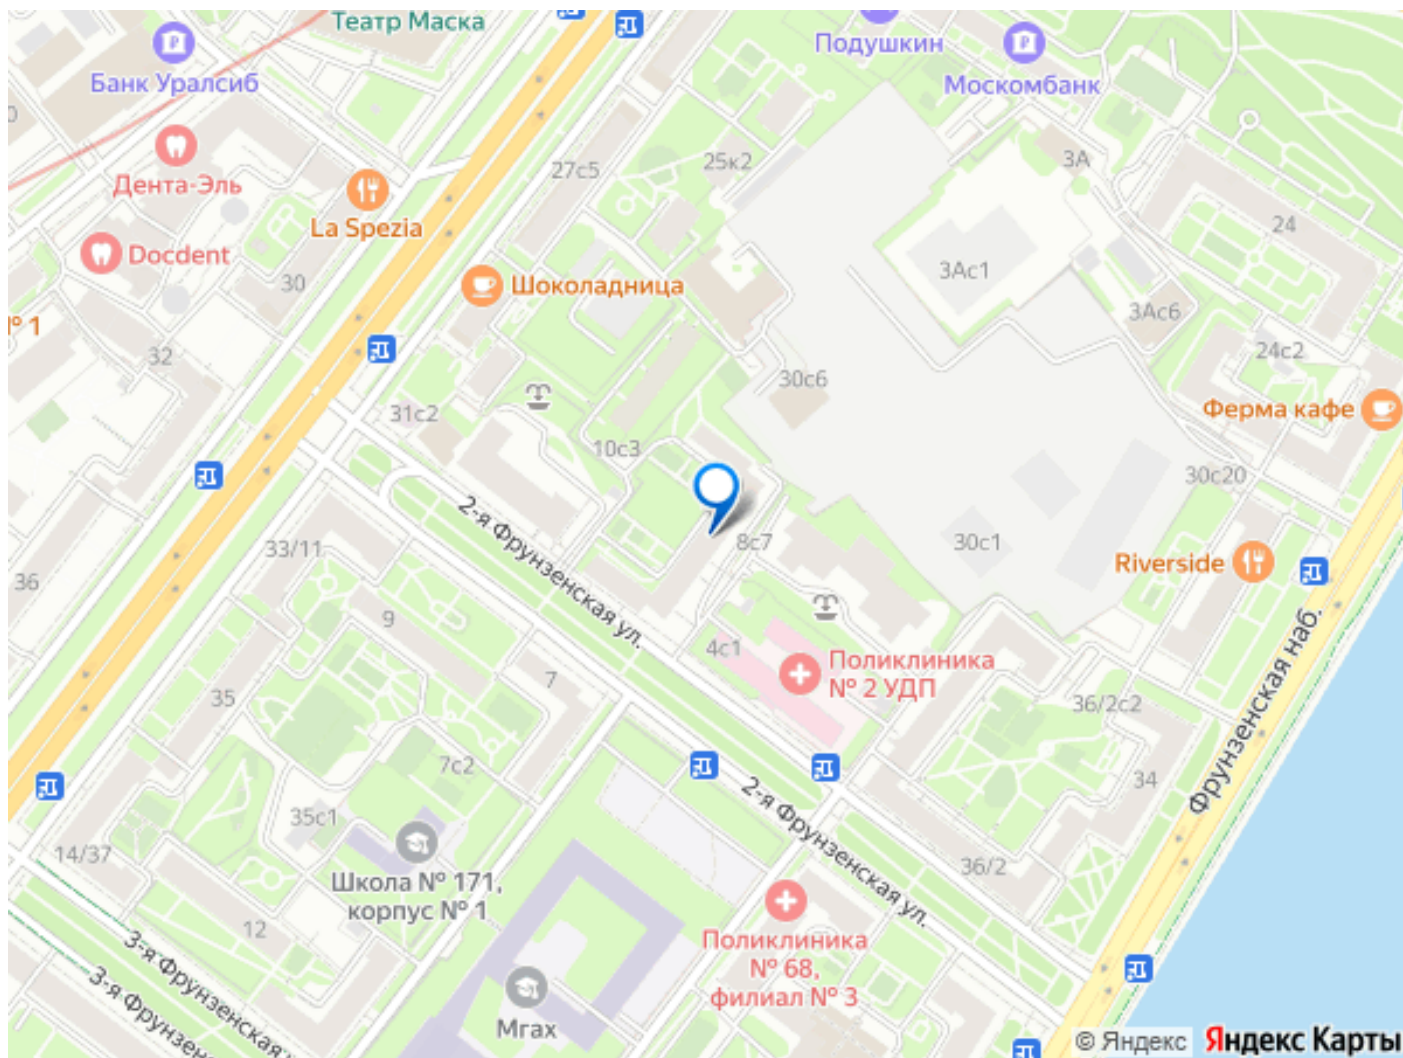 Театр Маска
Банк Уралсиб
Подушкин
Москомбанк
27с5
25к2
3А
Дента-Эль
La Spezia
24
Docdent
30
Шоколадница
3Ас1
3Ас6
№ 1
32
24с2
30с6
31с2
Ферма кафе
10с3
30с20
2-я Фрунзенская ул.
33/11
8с7
30с1
Riverside
36
9
4с1
Поликлиника
№ 2 УДП
Фрунзенская наб.
35
7
36/2с2
7с2
34
2-я Фрунзенская ул.
35с1
14/37
Школа № 171,
корпус № 1
36/2
12
Поликлиника
№ 68,
филиал № 3
3-я Фрунзенская
3-я Фрунзенс
Мгах
© Яндекс Яндекс Карты